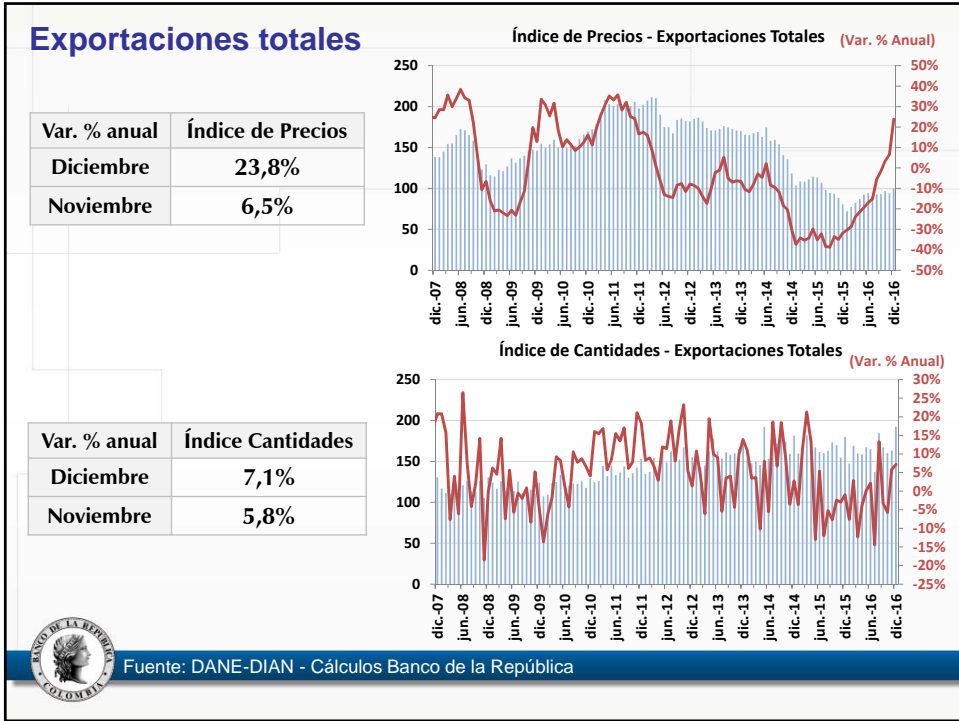 Exportaciones totales
Var. % anual Índice de Precios
Diciembre 23,8%
Noviembre 6,5%
Índice de Precios - Exportaciones Totales (Var. % Anual)
250 50%
40%
200 30%
20%
150 10%
0%
100 -10%
-20%
50 -30%
-40%
0 -50%
dic.-07 jun.-08 dic.-08 jun.-09 dic.-09 jun.-10 dic.-10 jun.-11 dic.-11 jun.-12 dic.-12 jun.-13 dic.-13 jun.-14 dic.-14 jun.-15 dic.-15 jun.-16 dic.-16
Var. % anual Índice Cantidades
Diciembre 7,1%
Noviembre 5,8%
Índice de Cantidades - Exportaciones Totales (Var. % Anual)
250 30%
25%
200 20%
15%
150 10%
5%
0%
100 -5%
-10%
50 -15%
-20%
0 -25%
dic.-07 jun.-08 dic.-08 jun.-09 dic.-09 jun.-10 dic.-10 jun.-11 dic.-11 jun.-12 dic.-12 jun.-13 dic.-13 jun.-14 dic.-14 jun.-15 dic.-15 jun.-16 dic.-16
BANCO DE LA REPUBLICA
COLOMBIA
Fuente: DANE-DIAN - Cálculos Banco de la República